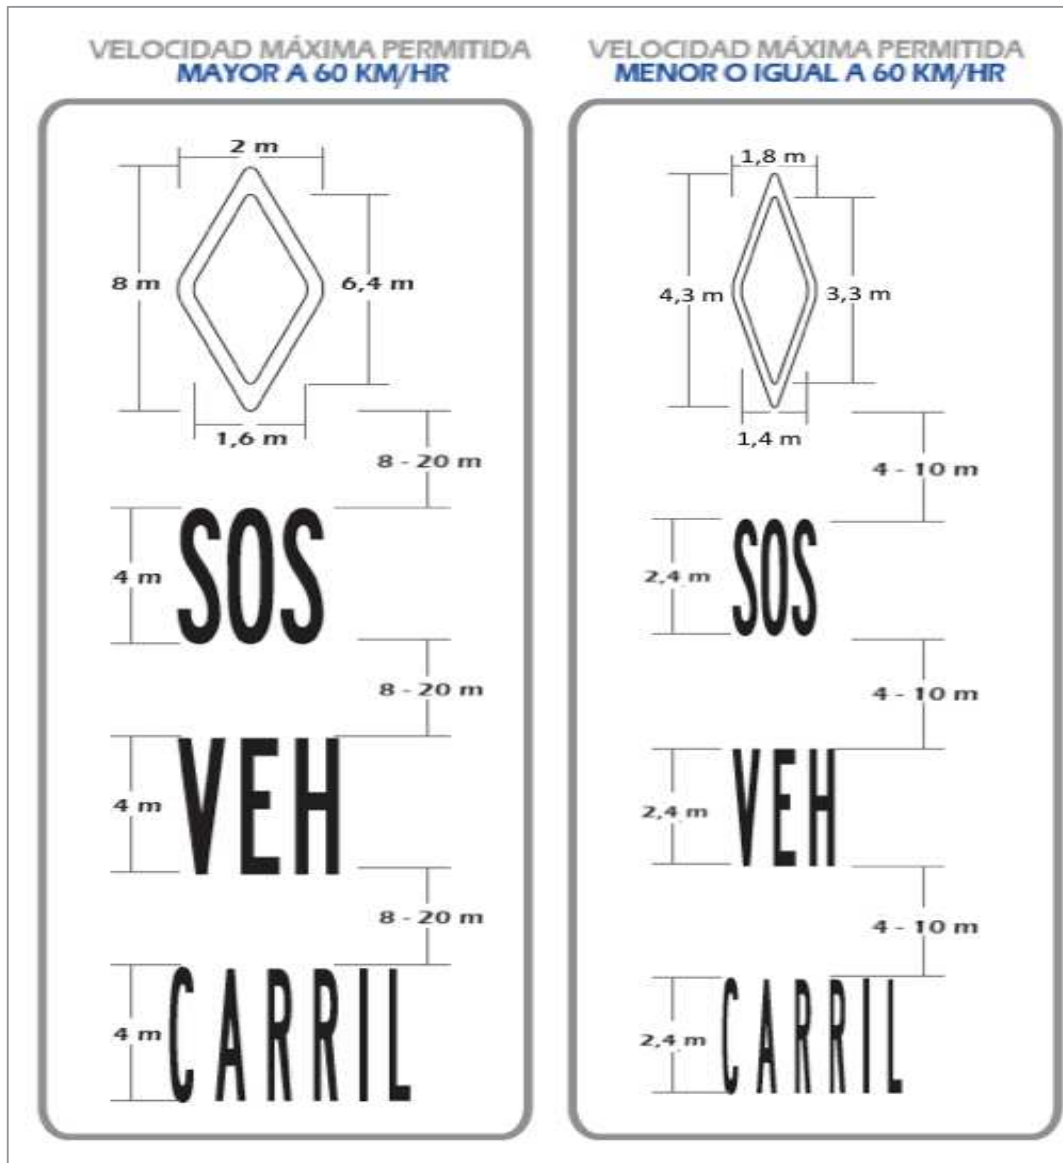 VELOCIDAD MÁXIMA PERMITIDA
MAYOR A 60 KM/HR
2 m
8 m
6,4 m
1,6 m
8 - 20 m
SOS
4 m
8 - 20 m
VEH
4 m
8 - 20 m
CARRIL
4 m
VELOCIDAD MÁXIMA PERMITIDA
MENOR O IGUAL A 60 KM/HR
1,8 m
4,3 m
3,3 m
1,4 m
4 - 10 m
SOS
2,4 m
4 - 10 m
VEH
2,4 m
4 - 10 m
CARRIL
2,4 m